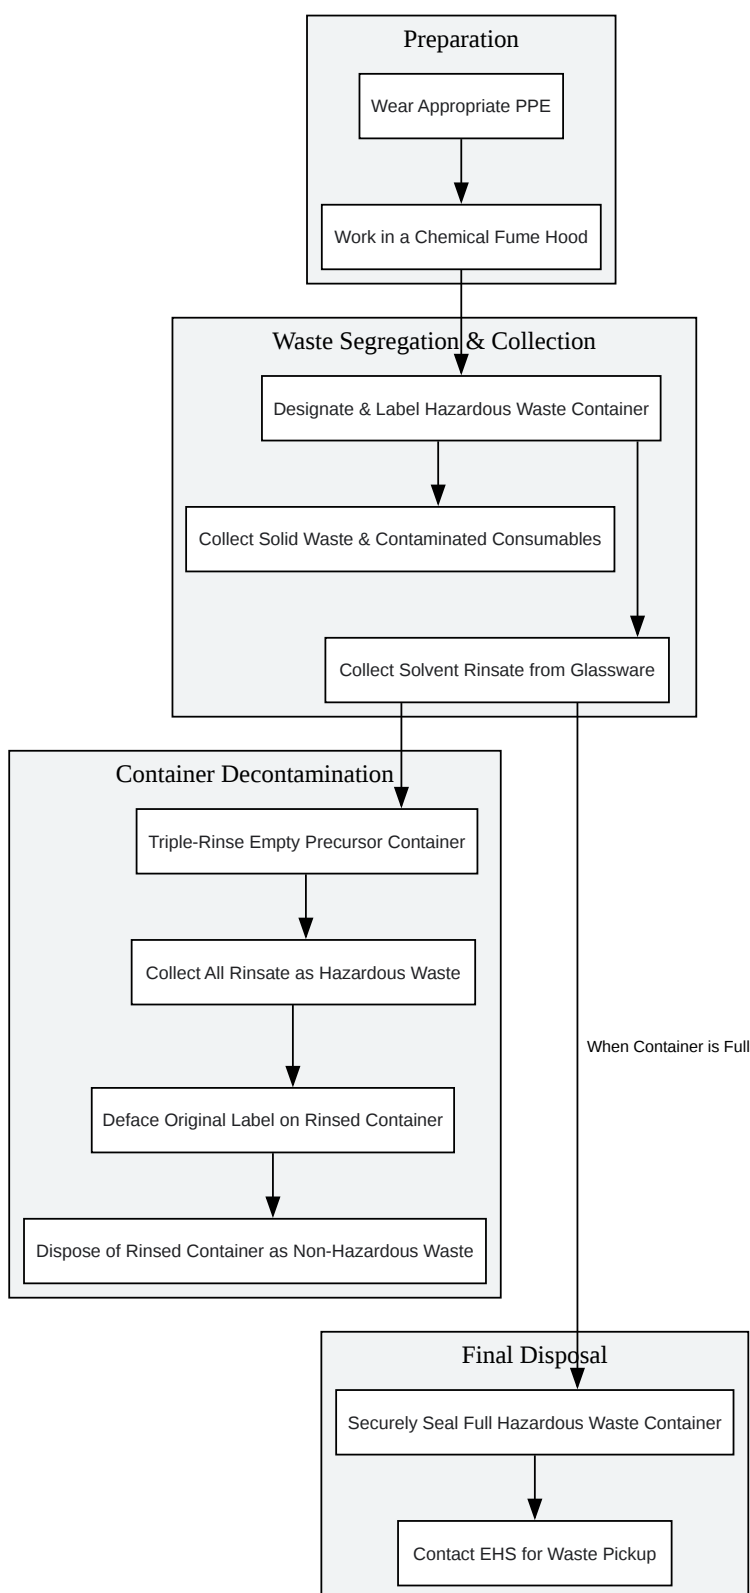 Preparation
Wear Appropriate PPE
Work in a Chemical Fume Hood
Waste Segregation & Collection
Designate & Label Hazardous Waste Container
Collect Solid Waste & Contaminated Consumables
Collect Solvent Rinsate from Glassware
Container Decontamination
Triple-Rinse Empty Precursor Container
Collect All Rinsate as Hazardous Waste
When Container is Full
Deface Original Label on Rinsed Container
Dispose of Rinsed Container as Non-Hazardous Waste
Final Disposal
Securely Seal Full Hazardous Waste Container
Contact EHS for Waste Pickup